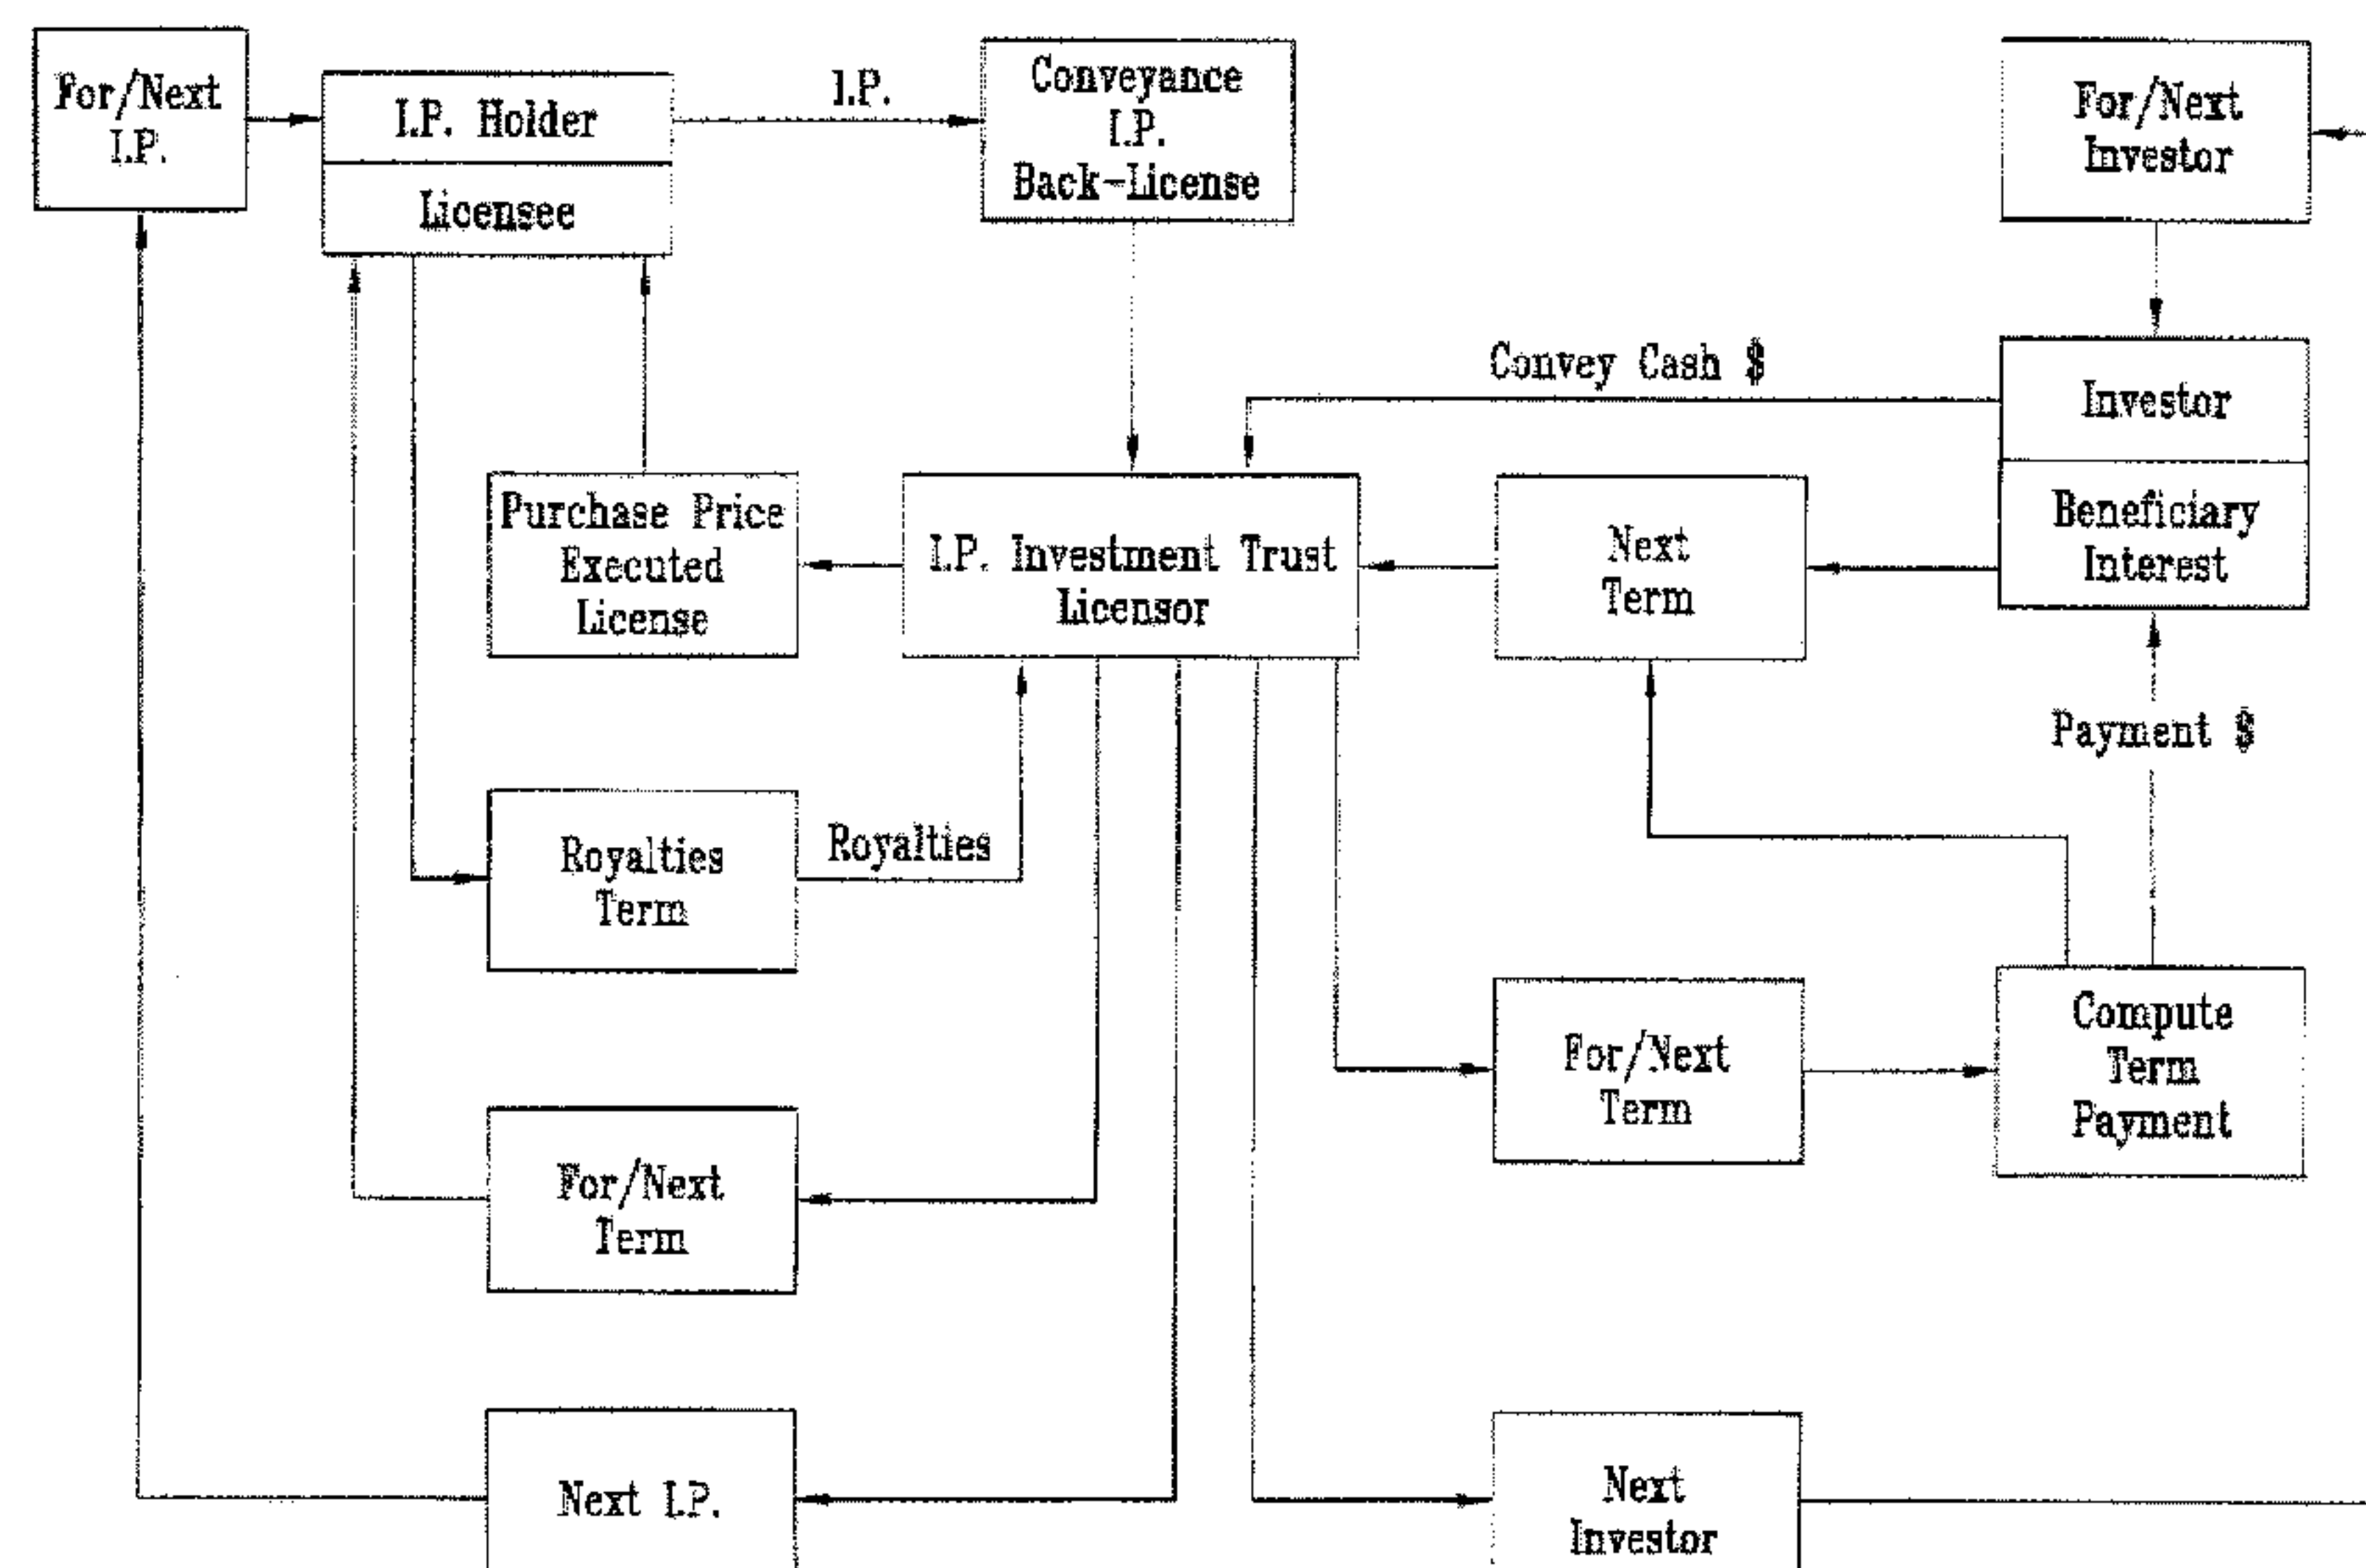 For/Next
I.P.
I.P. Holder
Licensee
I.P.
Conveyance
I.P.
Back-License
For/Next
Investor
Convey Cash $
Investor
Beneficiary
Interest
Purchase Price
Executed
License
I.P. Investment Trust
Licensor
Next
Term
Payment $
Royalties
Term
Royalties
For/Next
Term
Compute
Term
Payment
For/Next
Term
Next I.P.
Next
Investor